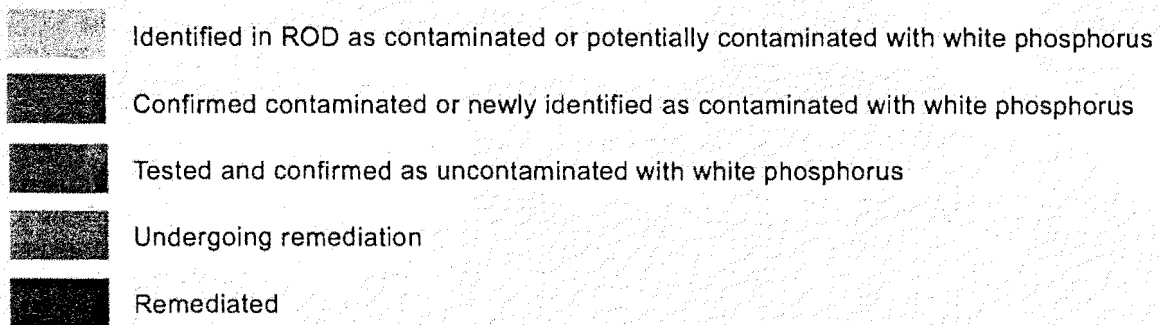 Identified in ROD as contaminated or potentially contaminated with white phosphorus
Confirmed contaminated or newly identified as contaminated with white phosphorus
Tested and confirmed as uncontaminated with white phosphorus
Undergoing remediation
Remediated